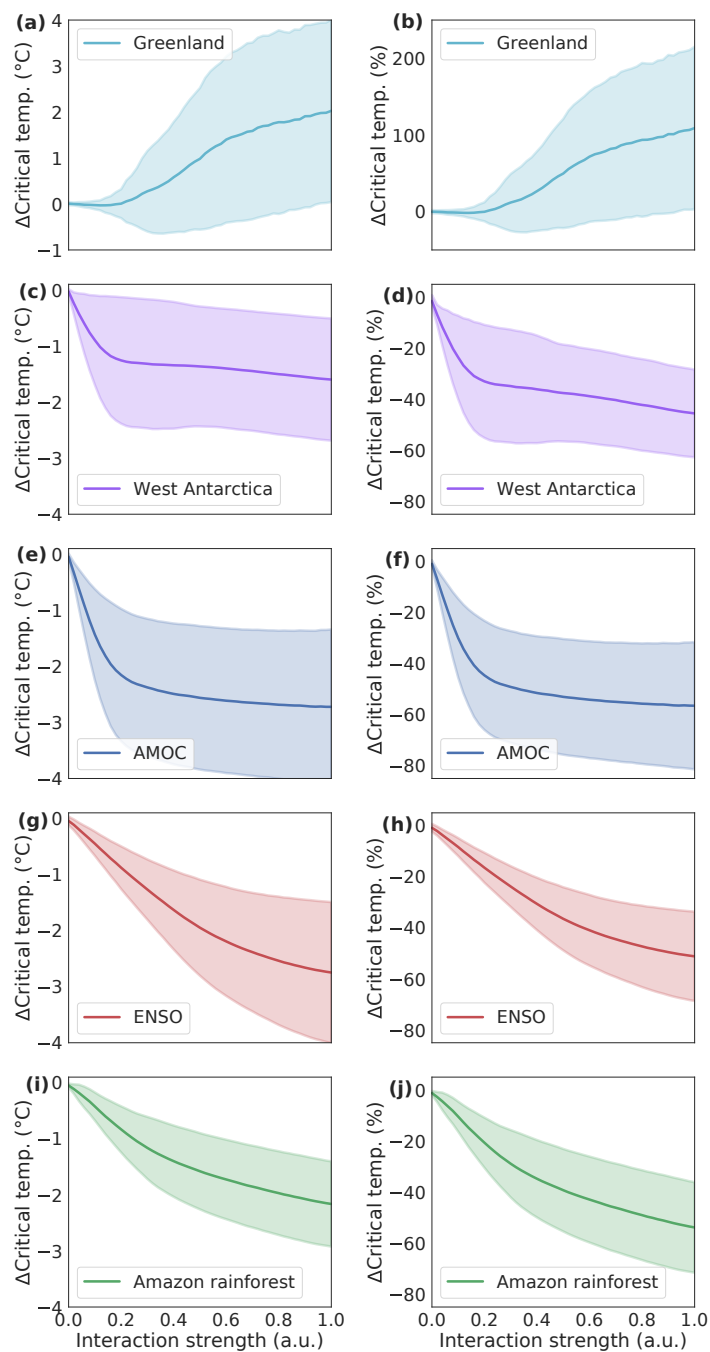 (a)
4
3
2
1
0
−1
ΔCritical temp. (°C)
Greenland
(b)
200
100
0
ΔCritical temp. (%)
Greenland
(c)
0
−1
−2
−3
−4
ΔCritical temp. (°C)
West Antarctica
(d)
0
−20
−40
−60
−80
ΔCritical temp. (%)
West Antarctica
(e)
0
−1
−2
−3
−4
ΔCritical temp. (°C)
AMOC
(f)
0
−20
−40
−60
−80
ΔCritical temp. (%)
AMOC
(g)
0
−1
−2
−3
−4
ΔCritical temp. (°C)
ENSO
(h)
0
−20
−40
−60
−80
ΔCritical temp. (%)
ENSO
(i)
0
−1
−2
−3
−4
ΔCritical temp. (°C)
Amazon rainforest
0.0 0.2 0.4 0.6 0.8 1.0
Interaction strength (a.u.)
(j)
0
−20
−40
−60
−80
ΔCritical temp. (%)
Amazon rainforest
0.0 0.2 0.4 0.6 0.8 1.0
Interaction strength (a.u.)